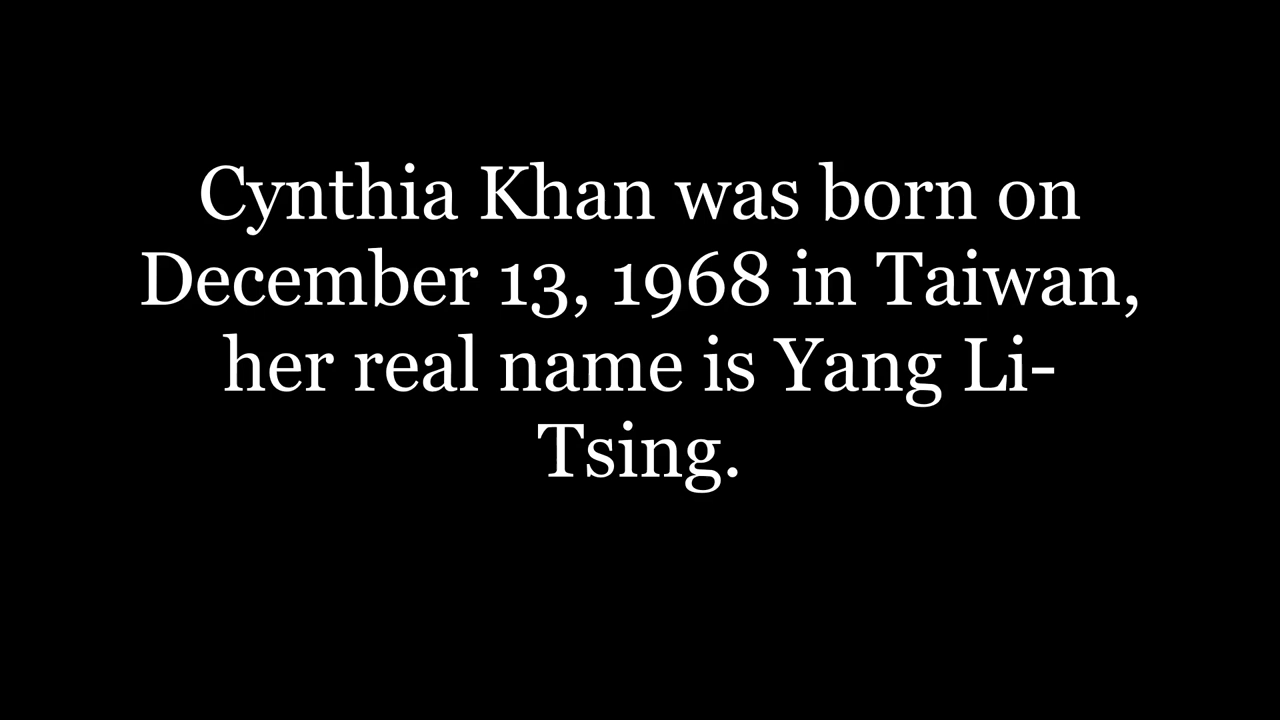 Cynthia Khan was born on
December 13, 1968 in Taiwan,
her real name is Yang Li-
Tsing.